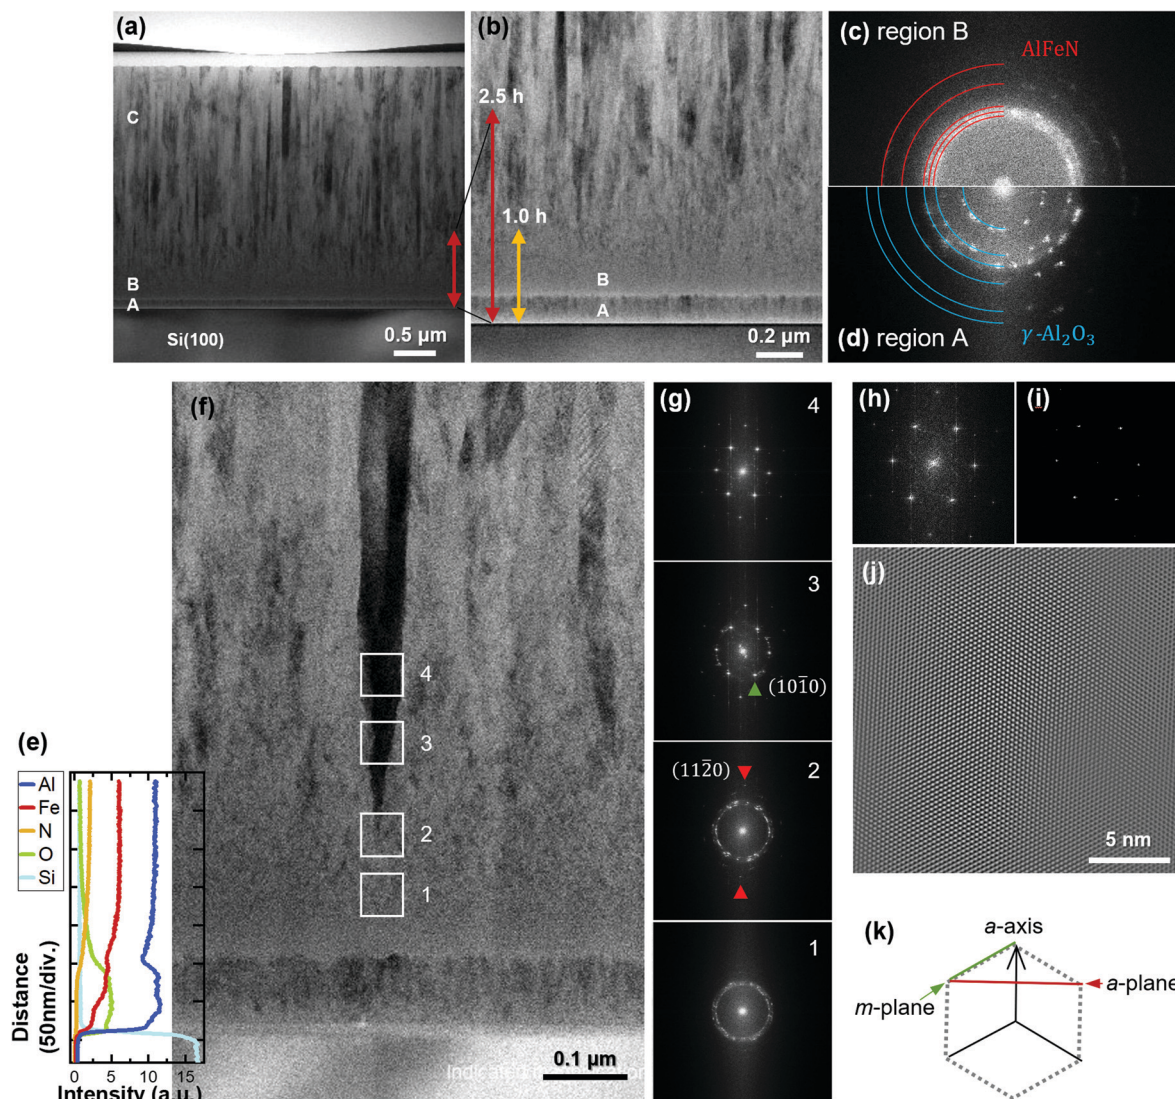 (a)
C
B
A
Si(100)
0.5 µm
(b)
2.5 h
1.0 h
B
A
0.2 µm
(c) region B
AlFeN
(d) region A
γ-Al₂O₃
(e)
Al
Fe
N
O
Si
Distance
(50nm/div.)
0 5 10 15
Intensity (a.u.)
(f)
4
3
2
1
0.1 µm
(g)
4
3
(101̄0)
2
(112̄0)
1
(h)
(i)
(j)
5 nm
(k)
a-axis
a-plane
m-plane